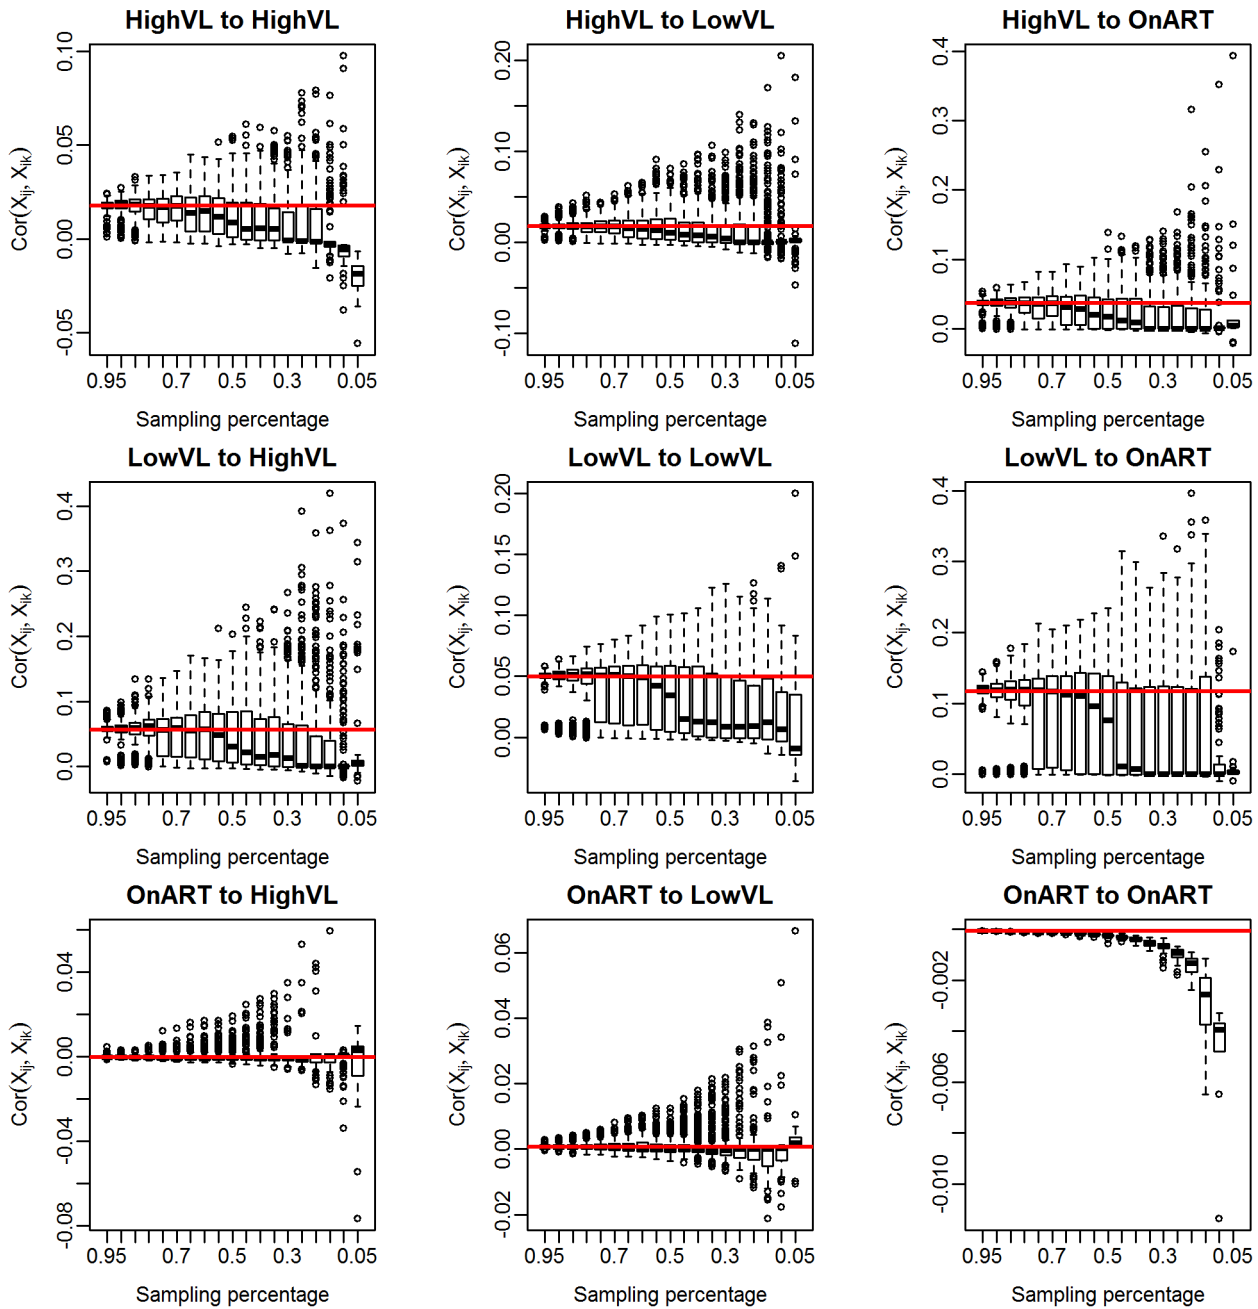 HighVL to HighVL
HighVL to LowVL
HighVL to OnART
Cor(Xij, Xik)
-0.05 0.00 0.05 0.10
0.95 0.7 0.5 0.3 0.05
Sampling percentage
Cor(Xij, Xik)
-0.10 0.00 0.10 0.20
0.95 0.7 0.5 0.3 0.05
Sampling percentage
Cor(Xij, Xik)
0.0 0.1 0.2 0.3 0.4
0.95 0.7 0.5 0.3 0.05
Sampling percentage
LowVL to HighVL
LowVL to LowVL
LowVL to OnART
Cor(Xij, Xik)
0.0 0.1 0.2 0.3 0.4
0.95 0.7 0.5 0.3 0.05
Sampling percentage
Cor(Xij, Xik)
0.00 0.05 0.10 0.15 0.20
0.95 0.7 0.5 0.3 0.05
Sampling percentage
Cor(Xij, Xik)
0.0 0.1 0.2 0.3 0.4
0.95 0.7 0.5 0.3 0.05
Sampling percentage
OnART to HighVL
OnART to LowVL
OnART to OnART
Cor(Xij, Xik)
-0.08 -0.04 0.00 0.04
0.95 0.7 0.5 0.3 0.05
Sampling percentage
Cor(Xij, Xik)
-0.02 0.00 0.02 0.04 0.06
0.95 0.7 0.5 0.3 0.05
Sampling percentage
Cor(Xij, Xik)
-0.010 -0.006 -0.002
0.95 0.7 0.5 0.3 0.05
Sampling percentage